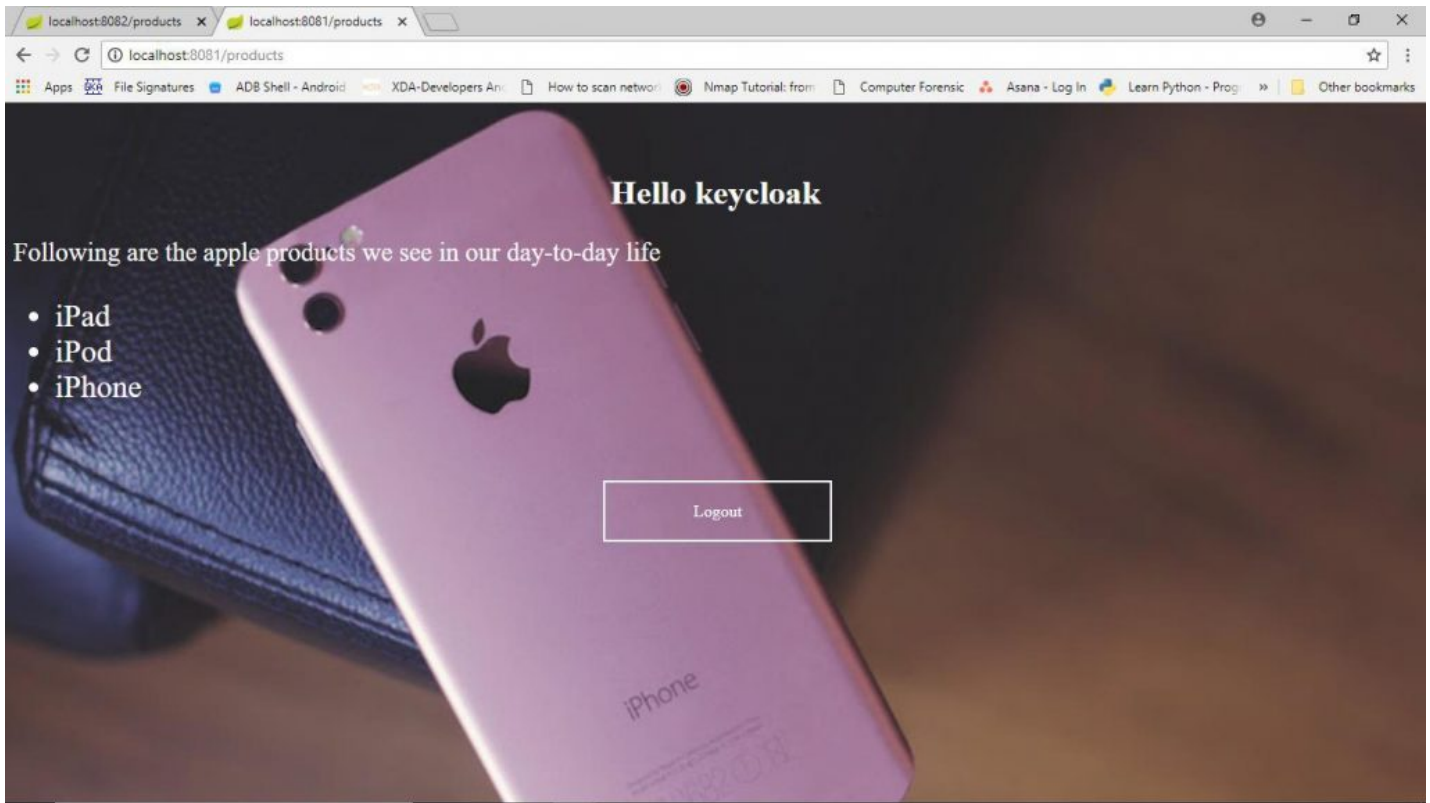 localhost:8082/products
localhost:8081/products
localhost:8081/products
Apps
File Signatures
ADB Shell - Android
XDA-Developers An
How to scan networ
Nmap Tutorial: from
Computer Forensic
Asana - Log In
Learn Python - Prog
»
Other bookmarks
Hello keycloak
Following are the apple products we see in our day-to-day life
• iPad
• iPod
• iPhone
Logout
iPhone